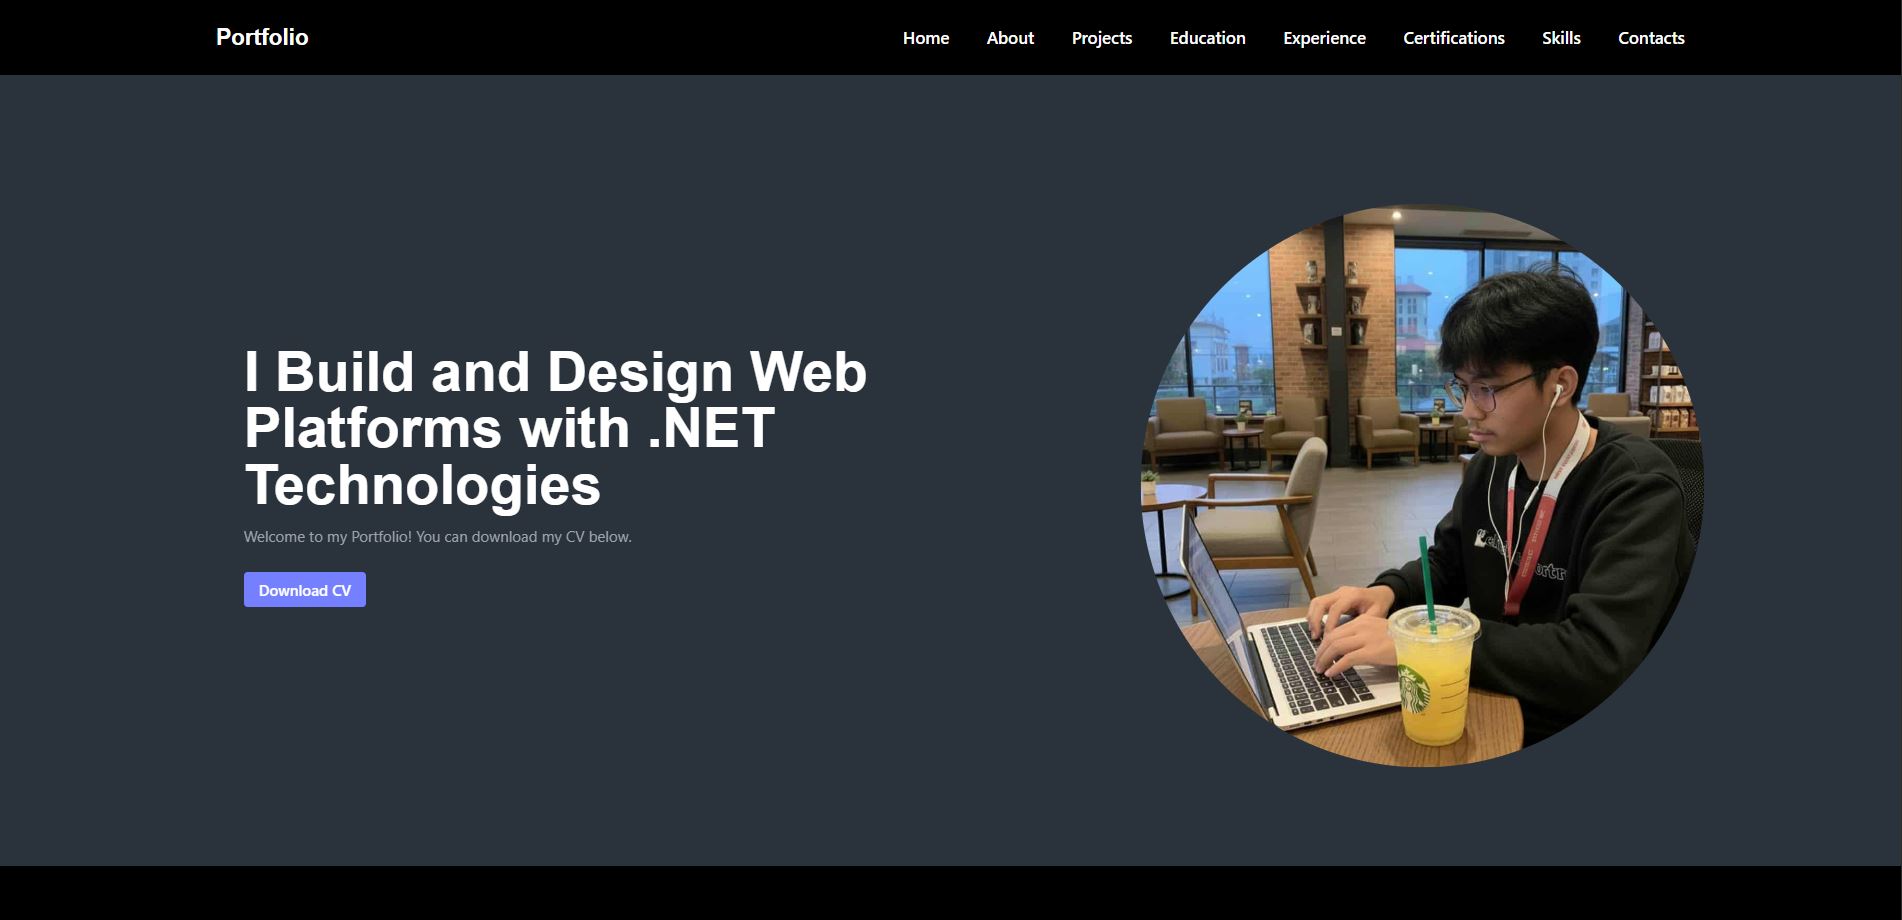 Portfolio
Home About Projects Education Experience Certifications Skills Contacts
I Build and Design Web
Platforms with .NET
Technologies
Welcome to my Portfolio! You can download my CV below.
Download CV